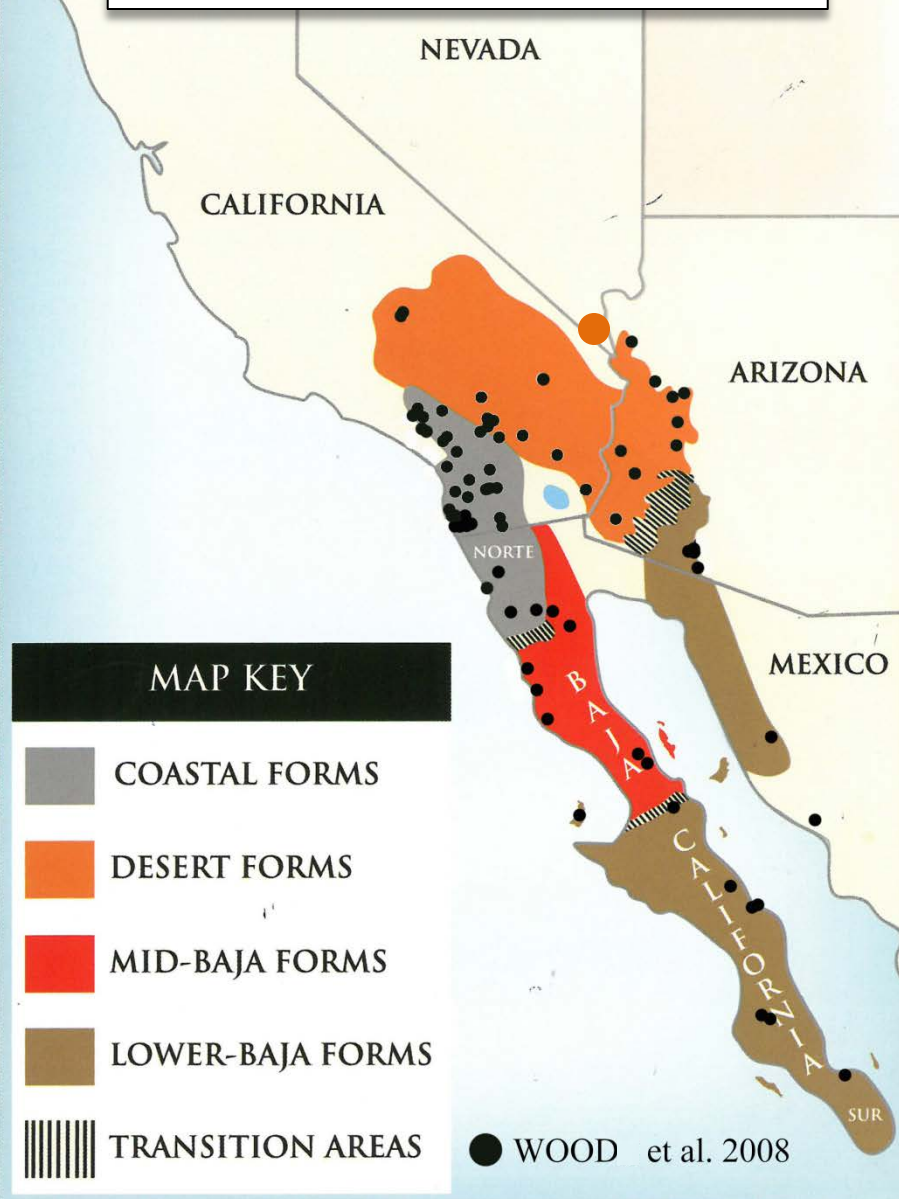 NEVADA
CALIFORNIA
ARIZONA
NORTE
MEXICO
BAJA
CALIFORNIA
SUR
MAP KEY
COASTAL FORMS
DESERT FORMS
MID-BAJA FORMS
LOWER-BAJA FORMS
TRANSITION AREAS
WOOD et al. 2008